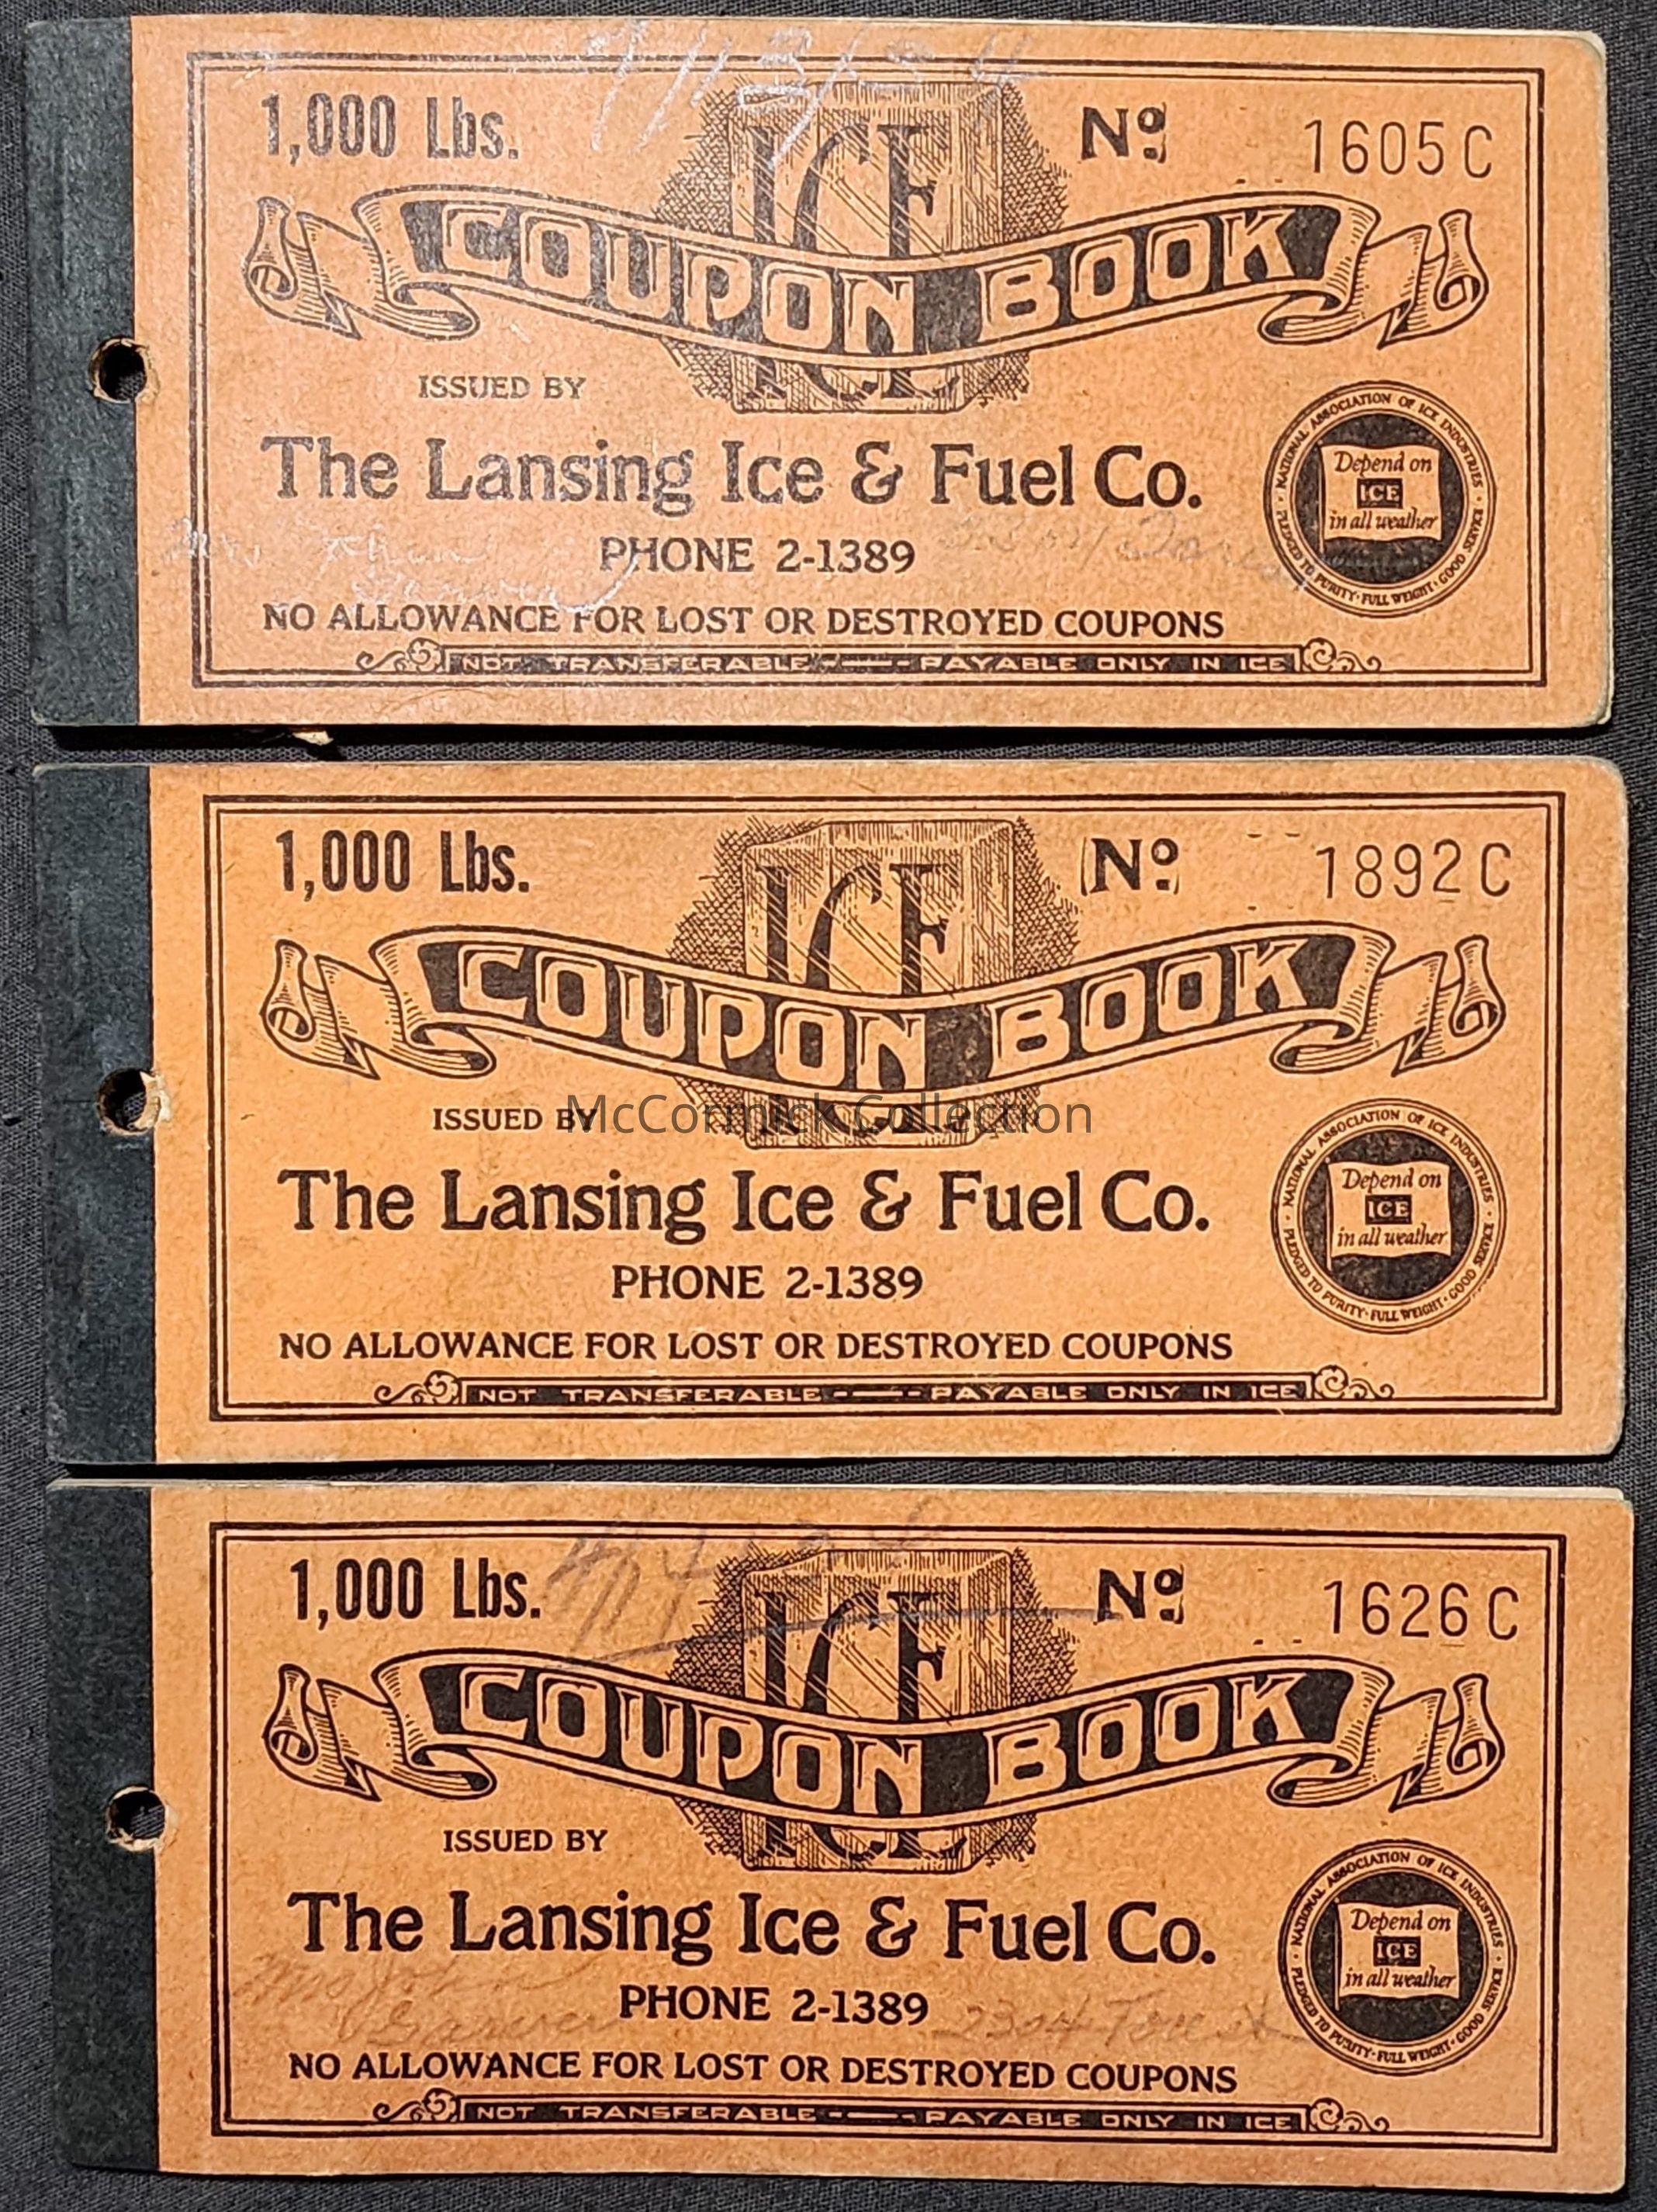 1,000 Lbs. ICE Nº 1605 C
COUPON BOOK
ICE
ISSUED BY
The Lansing Ice & Fuel Co.
PHONE 2-1389
NO ALLOWANCE FOR LOST OR DESTROYED COUPONS
NOT TRANSFERABLE - PAYABLE ONLY IN ICE
NATIONAL ASSOCIATION OF ICE INDUSTRIES
Depend on
ICE
in all weather
PLEDGED TO PURITY · FULL WEIGHT · GOOD SERVICE
1,000 Lbs. ICE Nº 1892 C
COUPON BOOK
ICE
ISSUED BY
McCormick Collection
The Lansing Ice & Fuel Co.
PHONE 2-1389
NO ALLOWANCE FOR LOST OR DESTROYED COUPONS
NOT TRANSFERABLE - PAYABLE ONLY IN ICE
NATIONAL ASSOCIATION OF ICE INDUSTRIES
Depend on
ICE
in all weather
PLEDGED TO PURITY · FULL WEIGHT · GOOD SERVICE
1,000 Lbs. ICE Nº 1626 C
COUPON BOOK
ICE
ISSUED BY
The Lansing Ice & Fuel Co.
Mrs John
PHONE 2-1389
NO ALLOWANCE FOR LOST OR DESTROYED COUPONS
NOT TRANSFERABLE - PAYABLE ONLY IN ICE
NATIONAL ASSOCIATION OF ICE INDUSTRIES
Depend on
ICE
in all weather
PLEDGED TO PURITY · FULL WEIGHT · GOOD SERVICE